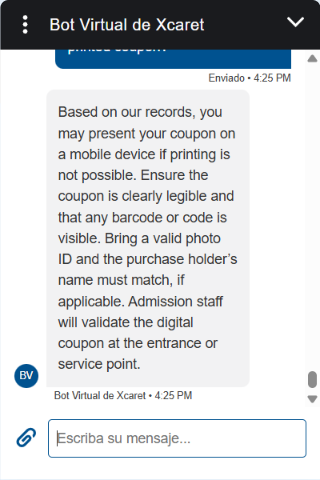 Bot Virtual de Xcaret
printed coupon?
Enviado • 4:25 PM
Based on our records, you
may present your coupon on
a mobile device if printing is
not possible. Ensure the
coupon is clearly legible and
that any barcode or code is
visible. Bring a valid photo
ID and the purchase holder's
name must match, if
applicable. Admission staff
will validate the digital
coupon at the entrance or
service point.
BV
Bot Virtual de Xcaret • 4:25 PM
Escriba su mensaje...